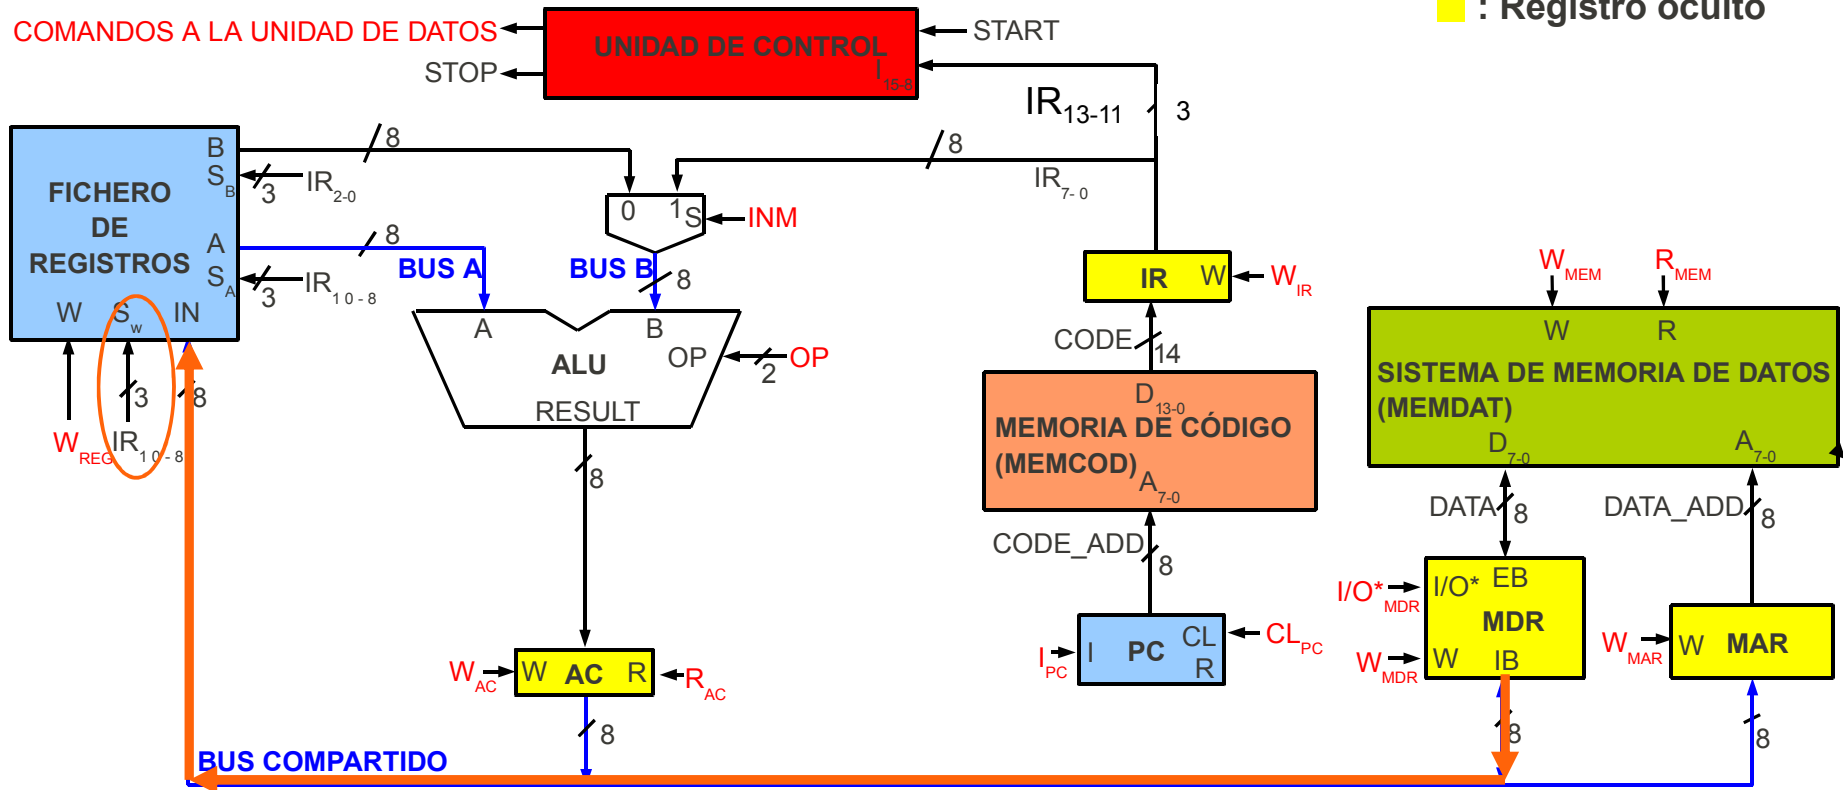 : Registro oculto
COMANDOS A LA UNIDAD DE DATOS
UNIDAD DE CONTROL
START
STOP
I15-8
IR13-11
3
8
8
B
SB
3
IR2-0
IR7-0
FICHERO
DE
REGISTROS
0
1
S
INM
A
8
BUS A
BUS B
8
SA
3
IR10-8
IR
W
WIR
WMEM
RMEM
W
Sw
IN
A
B
OP
2
OP
ALU
RESULT
CODE
14
W
R
SISTEMA DE MEMORIA DE DATOS
(MEMDAT)
D7-0
A7-0
3
8
WREG
IR10-8
D13-0
MEMORIA DE CÓDIGO
(MEMCOD)
A7-0
8
DATA
8
DATA_ADD
8
CODE_ADD
8
I/O*MDR
I/O*
EB
MDR
WMDR
W
IB
IPC
I
PC
CL
R
CLPC
WMAR
W
MAR
WAC
W
AC
R
RAC
8
8
8
BUS COMPARTIDO